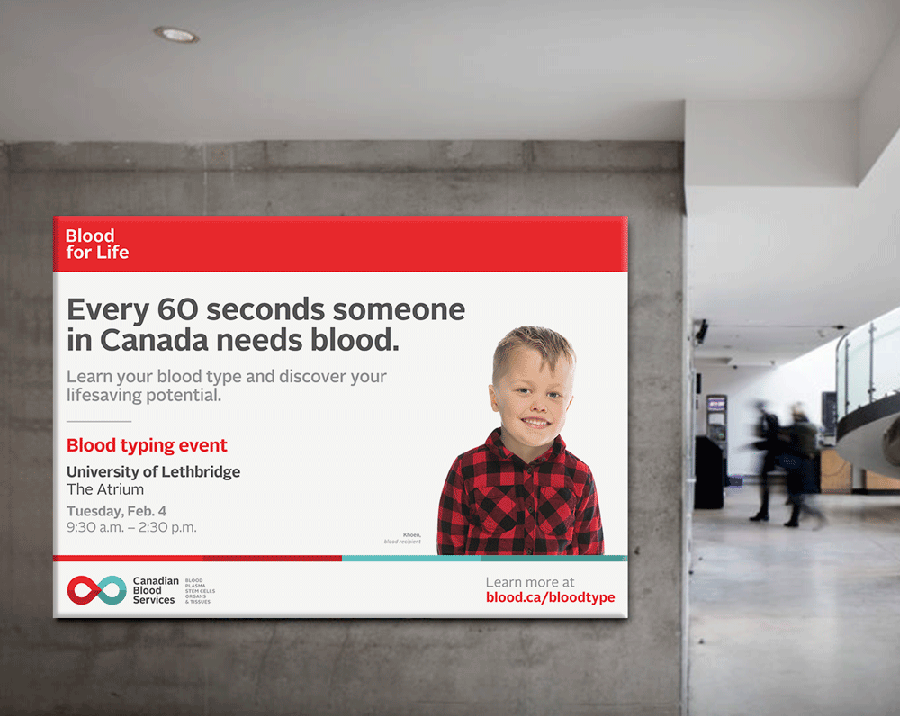 Blood
for Life
Every 60 seconds someone
in Canada needs blood.
Learn your blood type and discover your
lifesaving potential.
Blood typing event
University of Lethbridge
The Atrium
Tuesday, Feb. 4
9:30 a.m. – 2:30 p.m.
blood recipient
Canadian
Blood
Services
BLOOD
PLASMA
STEM CELLS
ORGANS
& TISSUES
Learn more at
blood.ca/bloodtype